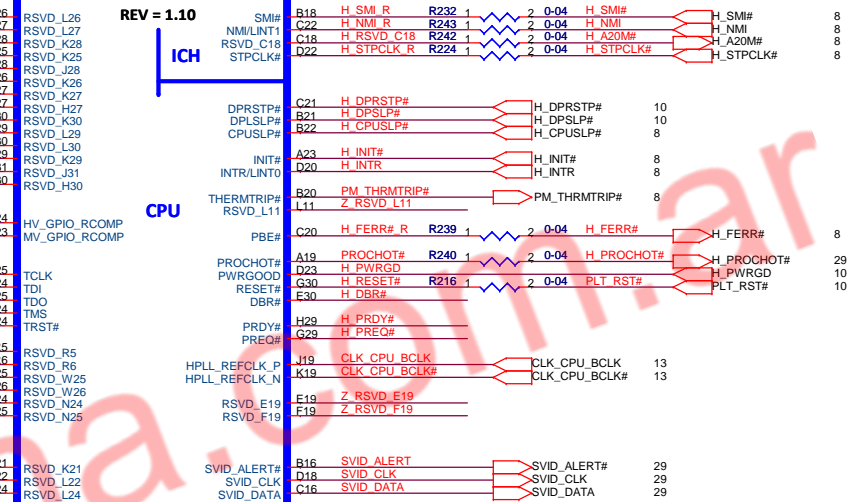 REV = 1.10
ICH
CPU
RSVD_L26
RSVD_L27
RSVD_K28
RSVD_K25
RSVD_J28
RSVD_K26
RSVD_K27
RSVD_H27
RSVD_K30
RSVD_L29
RSVD_L30
RSVD_K29
RSVD_J31
RSVD_H30
HV_GPIO_RCOMP
MV_GPIO_RCOMP
TCLK
TDI
TDO
TMS
TRST#
RSVD_R5
RSVD_R6
RSVD_W25
RSVD_W26
RSVD_N24
RSVD_N25
RSVD_K21
RSVD_L22
RSVD_L24
SMI# B18 H_SMI_R R232 1 2 0-04 H_SMI# H_SMI# 8
NMI/LINT1 C22 H_NMI_R R243 1 2 0-04 H_NMI H_NMI 8
RSVD_C18 C18 H_RSVD_C18 R242 1 2 0-04 H_A20M# H_A20M# 8
STPCLK# D22 H_STPCLK_R R224 1 2 0-04 H_STPCLK# H_STPCLK# 8
DPRSTP# C21 H_DPRSTP# H_DPRSTP# 10
DPLSLP# B21 H_DPSLP# H_DPSLP# 10
CPUSLP# B22 H_CPUSLP# H_CPUSLP# 8
INIT# A23 H_INIT# H_INIT# 8
INTR/LINT0 D20 H_INTR H_INTR 8
THERMTRIP# B20 PM_THRMTRIP# PM_THRMTRIP# 8
RSVD_L11 L11 Z_RSVD_L11
PBE# C20 H_FERR#_R R239 1 2 0-04 H_FERR# H_FERR# 8
PROCHOT# A19 PROCHOT# R240 1 2 0-04 H_PROCHOT# H_PROCHOT# 29
PWRGOOD D23 H_PWRGD H_PWRGD 10
RESET# G30 H_RESET# R216 1 2 0-04 PLT_RST# PLT_RST# 10
DBR# E30 H_DBR#
PRDY# H29 H_PRDY#
PREQ# G29 H_PREQ#
HPLL_REFCLK_P J19 CLK_CPU_BCLK CLK_CPU_BCLK 13
HPLL_REFCLK_N K19 CLK_CPU_BCLK# CLK_CPU_BCLK# 13
RSVD_E19 E19 Z_RSVD_E19
RSVD_F19 F19 Z_RSVD_F19
SVID_ALERT# B16 SVID_ALERT SVID_ALERT# 29
SVID_CLK D18 SVID_CLK SVID_CLK 29
SVID_DATA C16 SVID_DATA SVID_DATA 29
a.com.ar